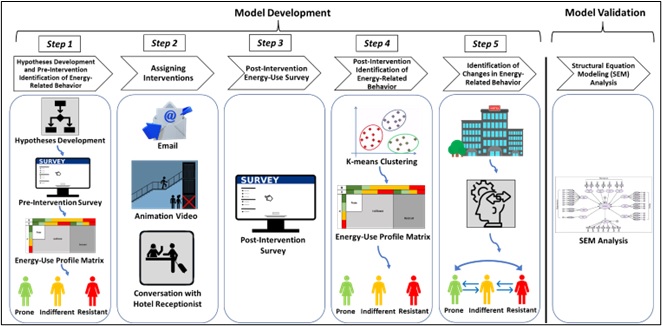 Model Development
Model Validation
Step 1
Hypotheses Development
and Pre-Intervention
Identification of Energy-
Related Behavior
Hypotheses Development
SURVEY
Pre-Intervention Survey
Energy-Use Profile Matrix
Prone Indifferent Resistant
Step 2
Assigning
Interventions
Email
Animation Video
Conversation with
Hotel Receptionist
Step 3
Post-Intervention
Energy-Use Survey
SURVEY
Post-Intervention
Survey
Step 4
Post-Intervention
Identification of
Energy-Related
Behavior
K-means Clustering
Energy-Use Profile Matrix
Prone Indifferent Resistant
Step 5
Identification of
Changes in Energy-
Related Behavior
Prone Indifferent Resistant
Structural Equation
Modeling (SEM)
Analysis
SEM Analysis